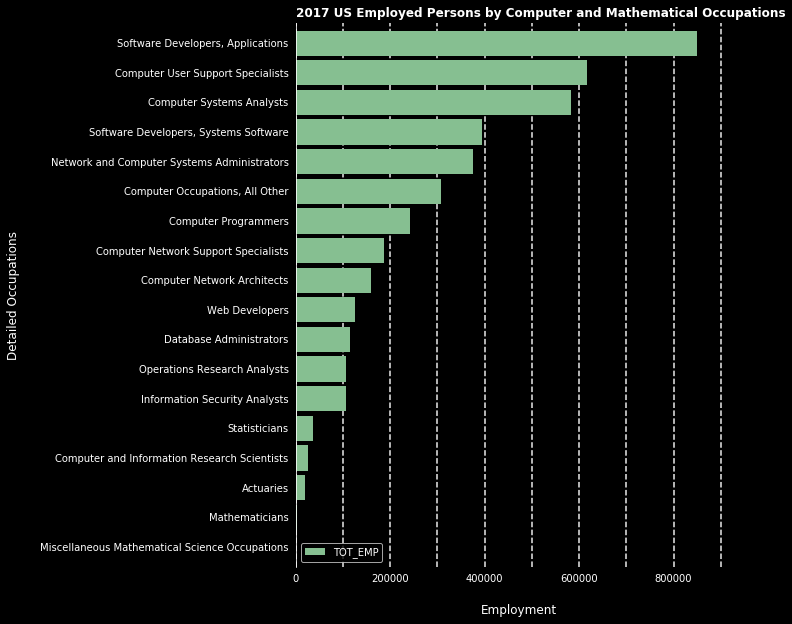 2017 US Employed Persons by Computer and Mathematical Occupations
Detailed Occupations
Software Developers, Applications
Computer User Support Specialists
Computer Systems Analysts
Software Developers, Systems Software
Network and Computer Systems Administrators
Computer Occupations, All Other
Computer Programmers
Computer Network Support Specialists
Computer Network Architects
Web Developers
Database Administrators
Operations Research Analysts
Information Security Analysts
Statisticians
Computer and Information Research Scientists
Actuaries
Mathematicians
Miscellaneous Mathematical Science Occupations
TOT_EMP
0 200000 400000 600000 800000
Employment